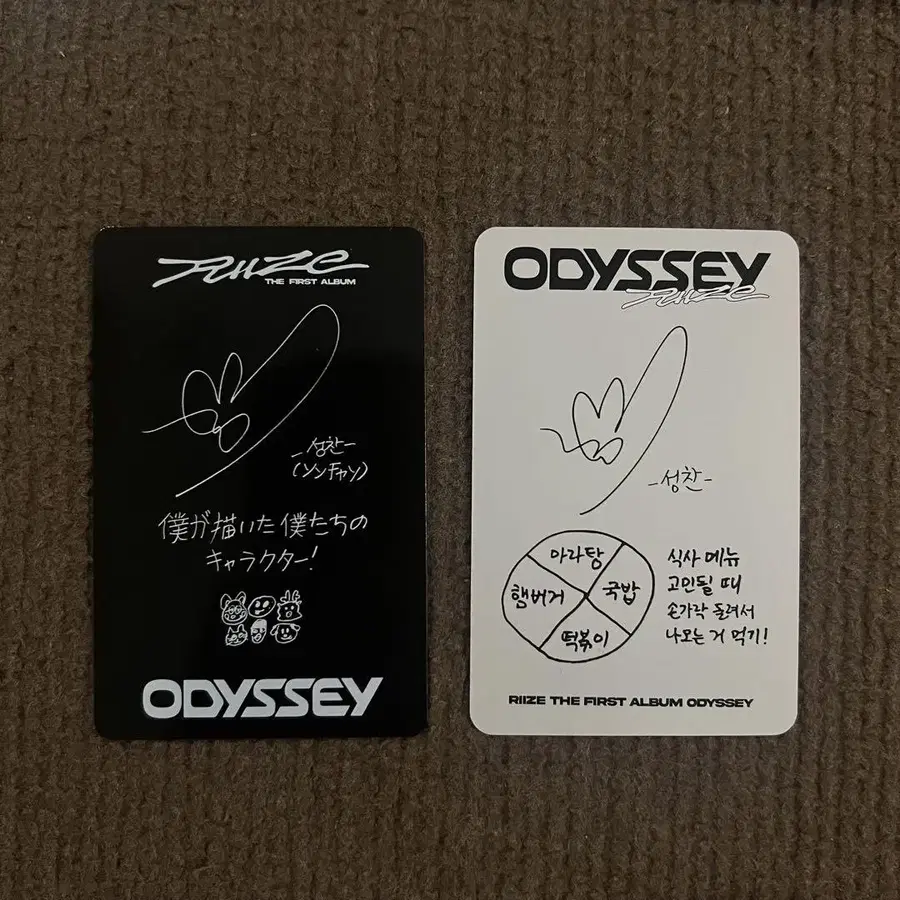 RIIZE
THE FIRST ALBUM
-성찬-
(ソンチャン)
僕が描いた僕たちの
キャラクター!
ODYSSEY
ODYSSEY
RIIZE
-성찬-
마라탕
햄버거
국밥
떡볶이
식사 메뉴
고민될 때
손가락 돌려서
나오는 거 먹기!
RIIZE THE FIRST ALBUM ODYSSEY